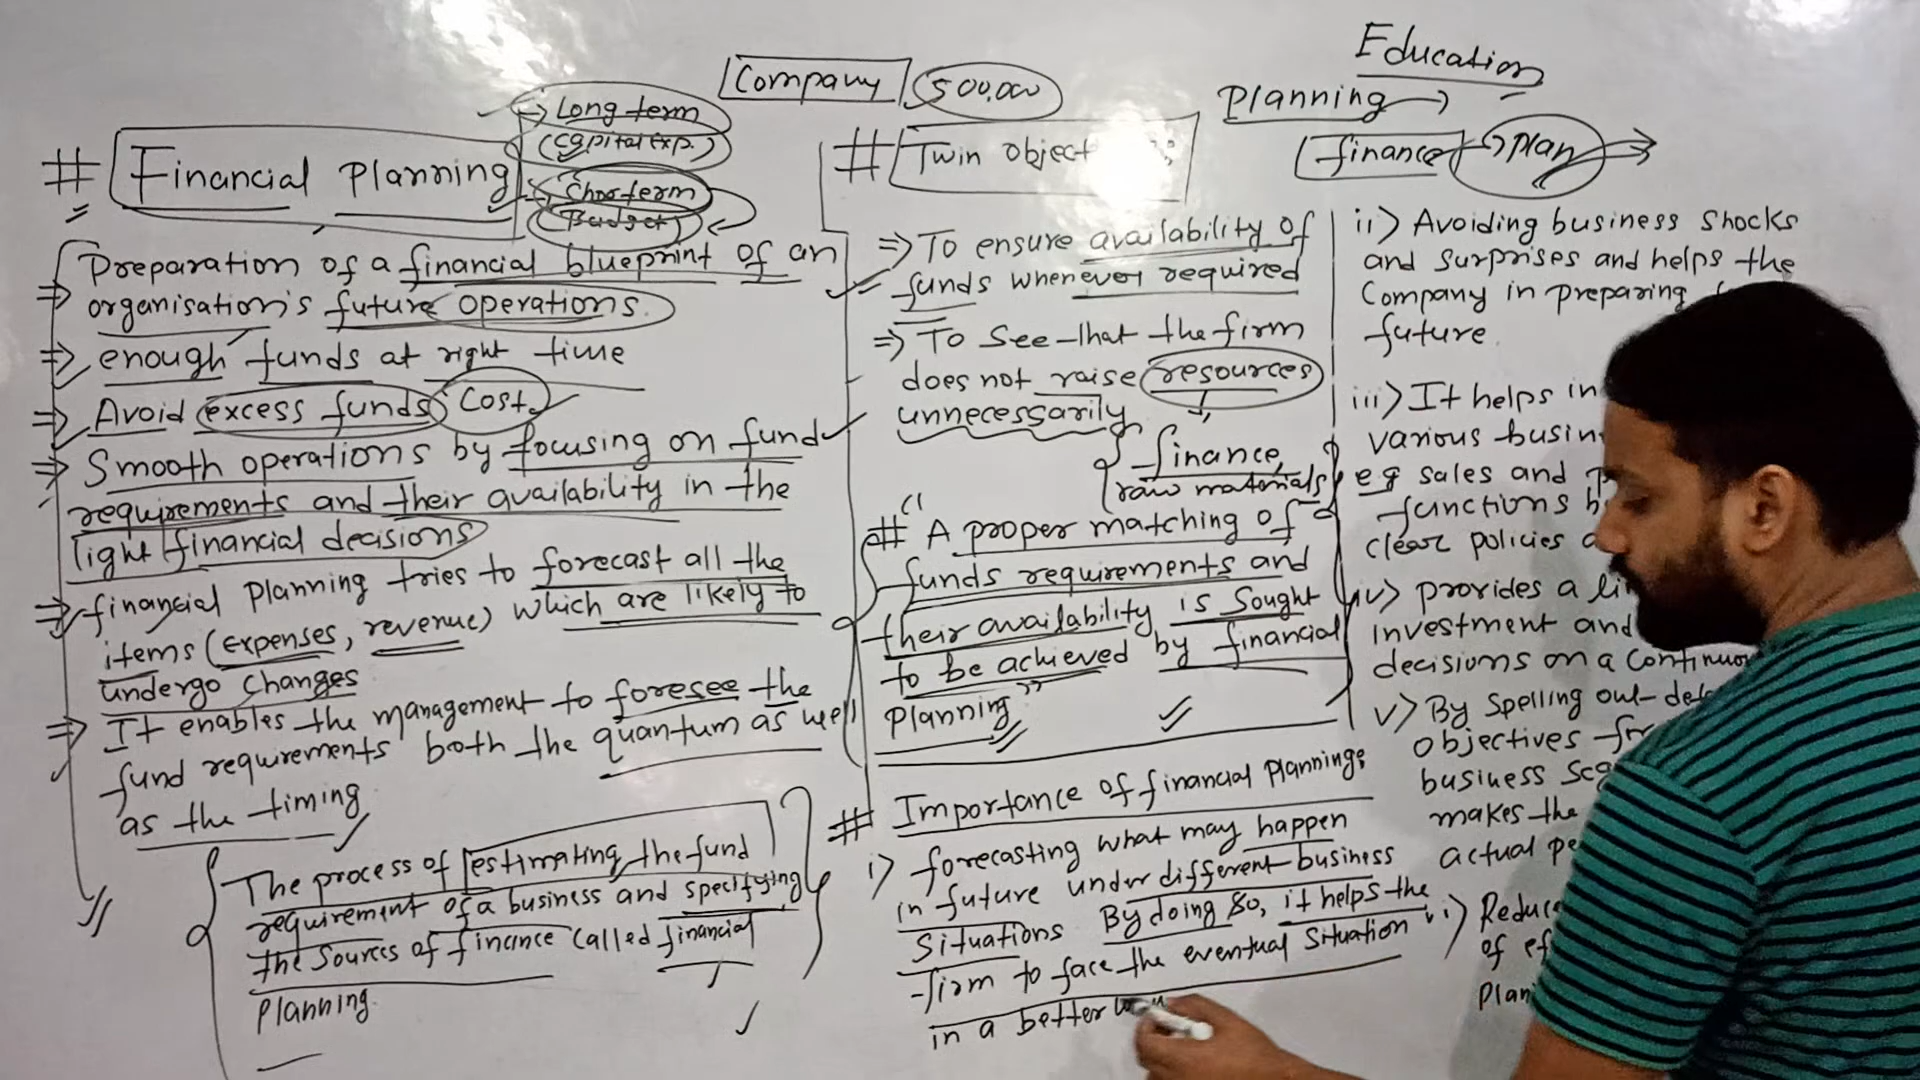 Education
Company 500,000
Planning →
finance → plan
⇒ Long term
(capital Exp.)
# Financial Planning
(Budget)
⇒ Preparation of a financial blueprint of an
organisation's future operations.
⇒ enough funds at right time
⇒ Avoid excess funds Cost
⇒ Smooth operations by focusing on fund
requirements and their availability in the
light financial decisions
⇒ financial Planning tries to forecast all the
items (expenses, revenue) which are likely to
undergo changes
⇒ It enables the management to foresee the
fund requirements both the quantum as well
as the timing
The process of estimating the fund
requirement of a business and specifying
the sources of finance called financial
planning.
# Twin object
⇒ To ensure availability of
funds whenever required
⇒ To see that the firm
does not raise resources
unnecessarily
finance,
raw materials
# "A proper matching of
funds requirements and
their availability is sought
to be achieved by financial
Planning"
# Importance of financial planning:
i) forecasting what may happen
in future under different business
situations By doing so, it helps the
firm to face the eventual situation
in a better
ii) Avoiding business shocks
and surprises and helps the
Company in preparing
future.
iii) It helps in
various
eg sales and
functions
clear policies
iv) provides a
investment and
decisions on a
v) By spelling out
objectives
business
makes the
actual
vi)
of